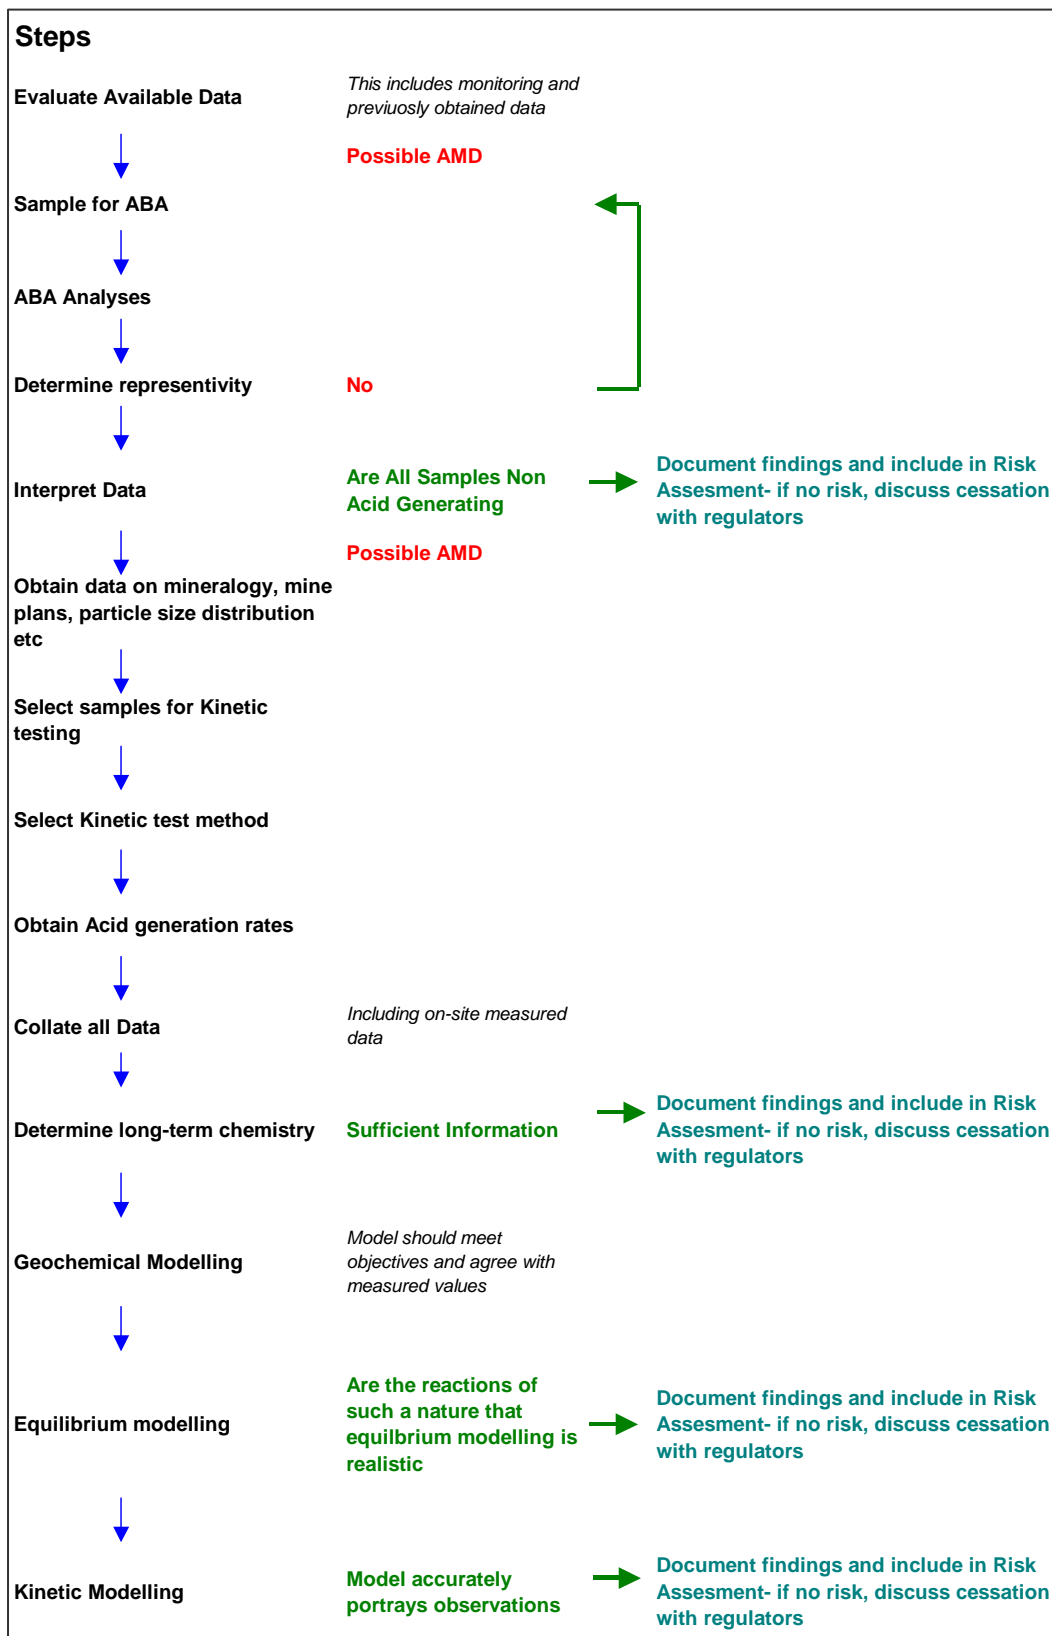 Steps
Evaluate Available Data
This includes monitoring and
previuosly obtained data
Possible AMD
Sample for ABA
ABA Analyses
Determine representivity
No
Interpret Data
Are All Samples Non
Acid Generating
Document findings and include in Risk
Assesment- if no risk, discuss cessation
with regulators
Possible AMD
Obtain data on mineralogy, mine
plans, particle size distribution
etc
Select samples for Kinetic
testing
Select Kinetic test method
Obtain Acid generation rates
Collate all Data
Including on-site measured
data
Determine long-term chemistry
Sufficient Information
Document findings and include in Risk
Assesment- if no risk, discuss cessation
with regulators
Geochemical Modelling
Model should meet
objectives and agree with
measured values
Equilibrium modelling
Are the reactions of
such a nature that
equilbrium modelling is
realistic
Document findings and include in Risk
Assesment- if no risk, discuss cessation
with regulators
Kinetic Modelling
Model accurately
portrays observations
Document findings and include in Risk
Assesment- if no risk, discuss cessation
with regulators